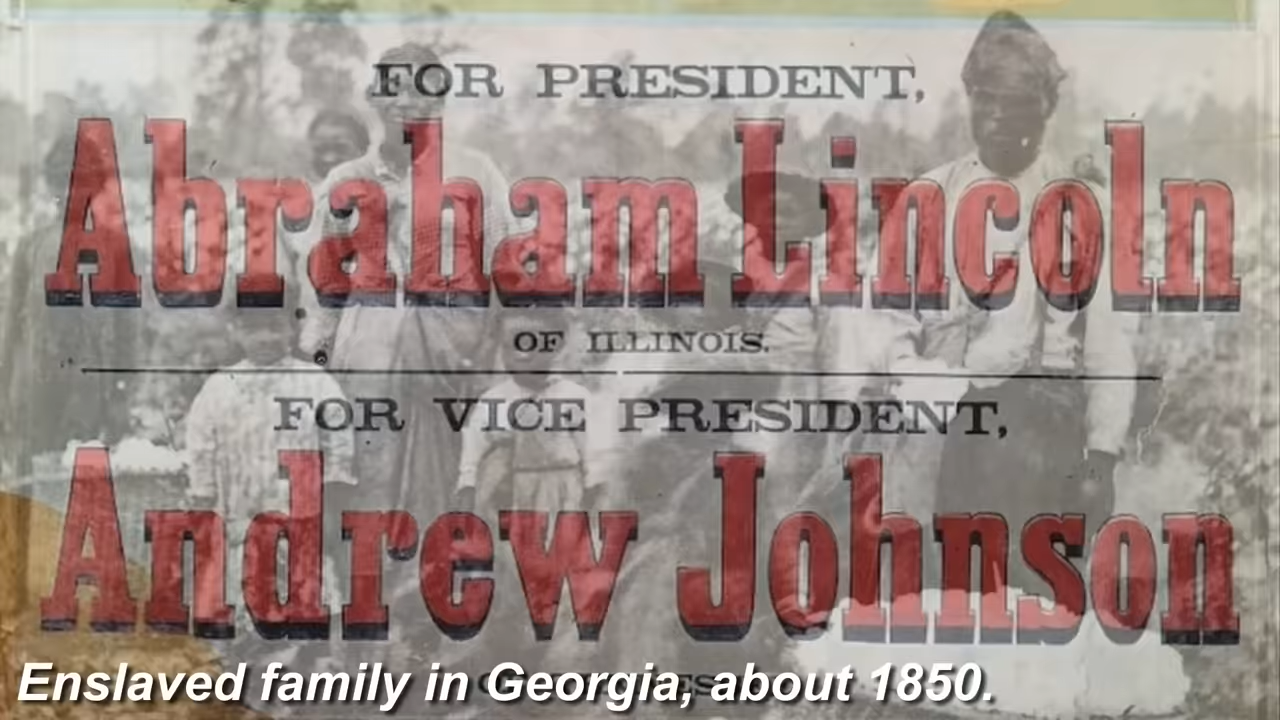 FOR PRESIDENT,
Abraham Lincoln
OF ILLINOIS.
FOR VICE PRESIDENT,
Andrew Johnson
Enslaved family in Georgia, about 1850.